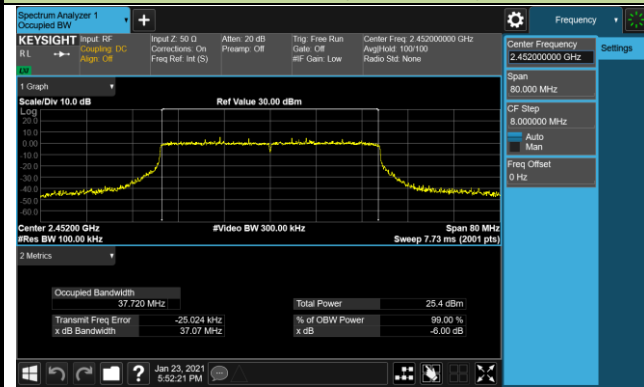 Spectrum Analyzer 1
Occupied BW
+
Frequency
KEYSIGHT
Input: RF
Coupling: DC
Align: Off
Input Z: 50 Ω
Corrections: On
Freq Ref: Int (S)
Atten: 20 dB
Preamp: Off
Trig: Free Run
Gate: Off
#IF Gain: Low
Center Freq: 2.452000000 GHz
Avg|Hold: 100/100
Radio Std: None
RL
Center Frequency
2.452000000 GHz
Settings
Span
80.000 MHz
CF Step
8.000000 MHz
Auto
Man
Freq Offset
0 Hz
1 Graph
Scale/Div 10.0 dB
Ref Value 30.00 dBm
Log
20.0
10.0
0.00
-10.0
-20.0
-30.0
-40.0
-50.0
-60.0
Center 2.45200 GHz
#Video BW 300.00 kHz
Span 80 MHz
#Res BW 100.00 kHz
Sweep 7.73 ms (2001 pts)
2 Metrics
Occupied Bandwidth
37.720 MHz
Total Power 25.4 dBm
Transmit Freq Error -25.024 kHz
% of OBW Power 99.00 %
x dB Bandwidth 37.07 MHz
x dB -6.00 dB
?
Jan 23, 2021
5:52:21 PM